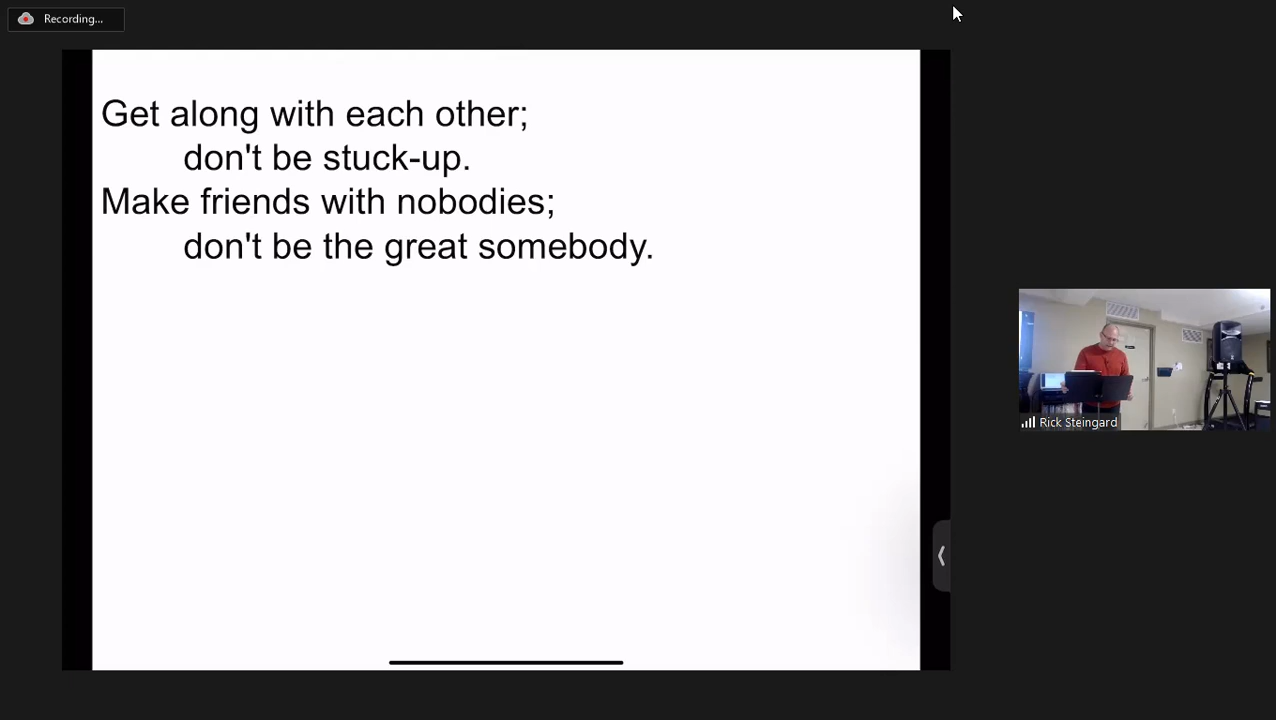 Recording...
Get along with each other;
don't be stuck-up.
Make friends with nobodies;
don't be the great somebody.
Rick Steingard